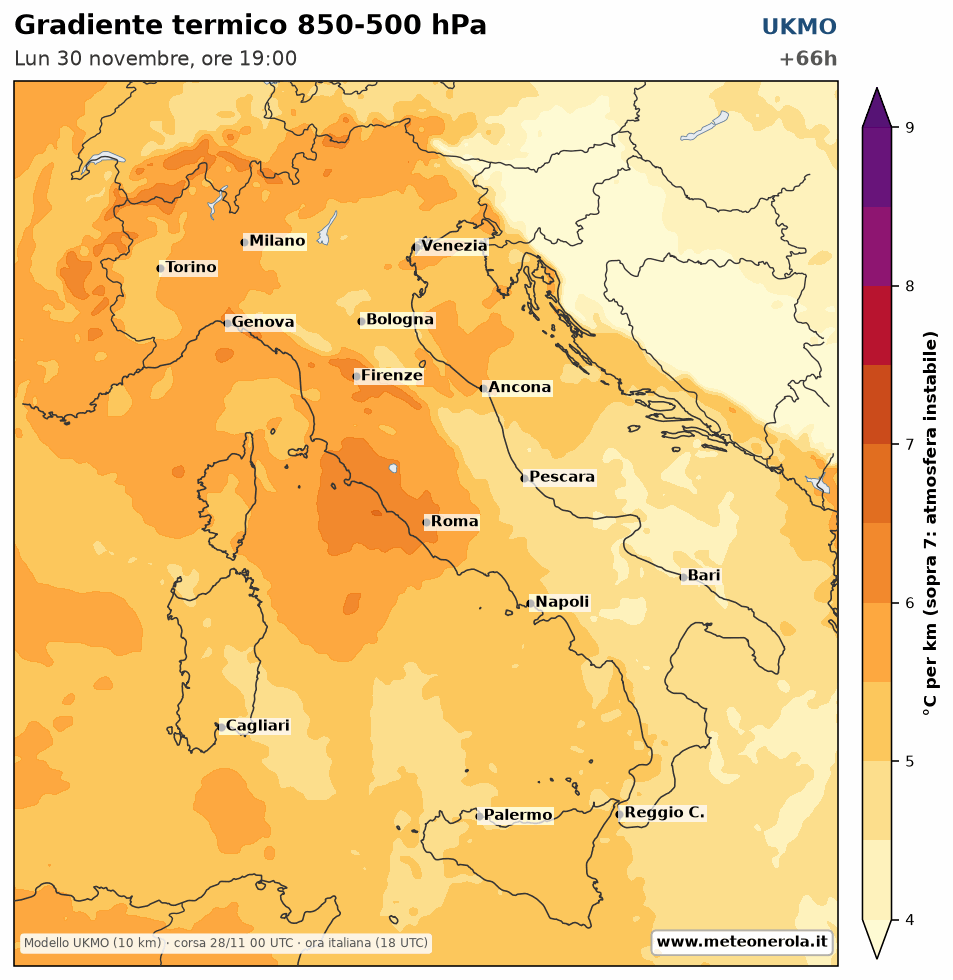 Gradiente termico 850-500 hPa
UKMO
Lun 30 novembre, ore 19:00
+66h
9
8
7
6
5
4
°C per km (sopra 7: atmosfera instabile)
Milano
Venezia
Torino
Genova
Bologna
Firenze
Ancona
Pescara
Roma
Bari
Napoli
Cagliari
Palermo
Reggio C.
Modello UKMO (10 km) · corsa 28/11 00 UTC · ora italiana (18 UTC)
www.meteonerola.it